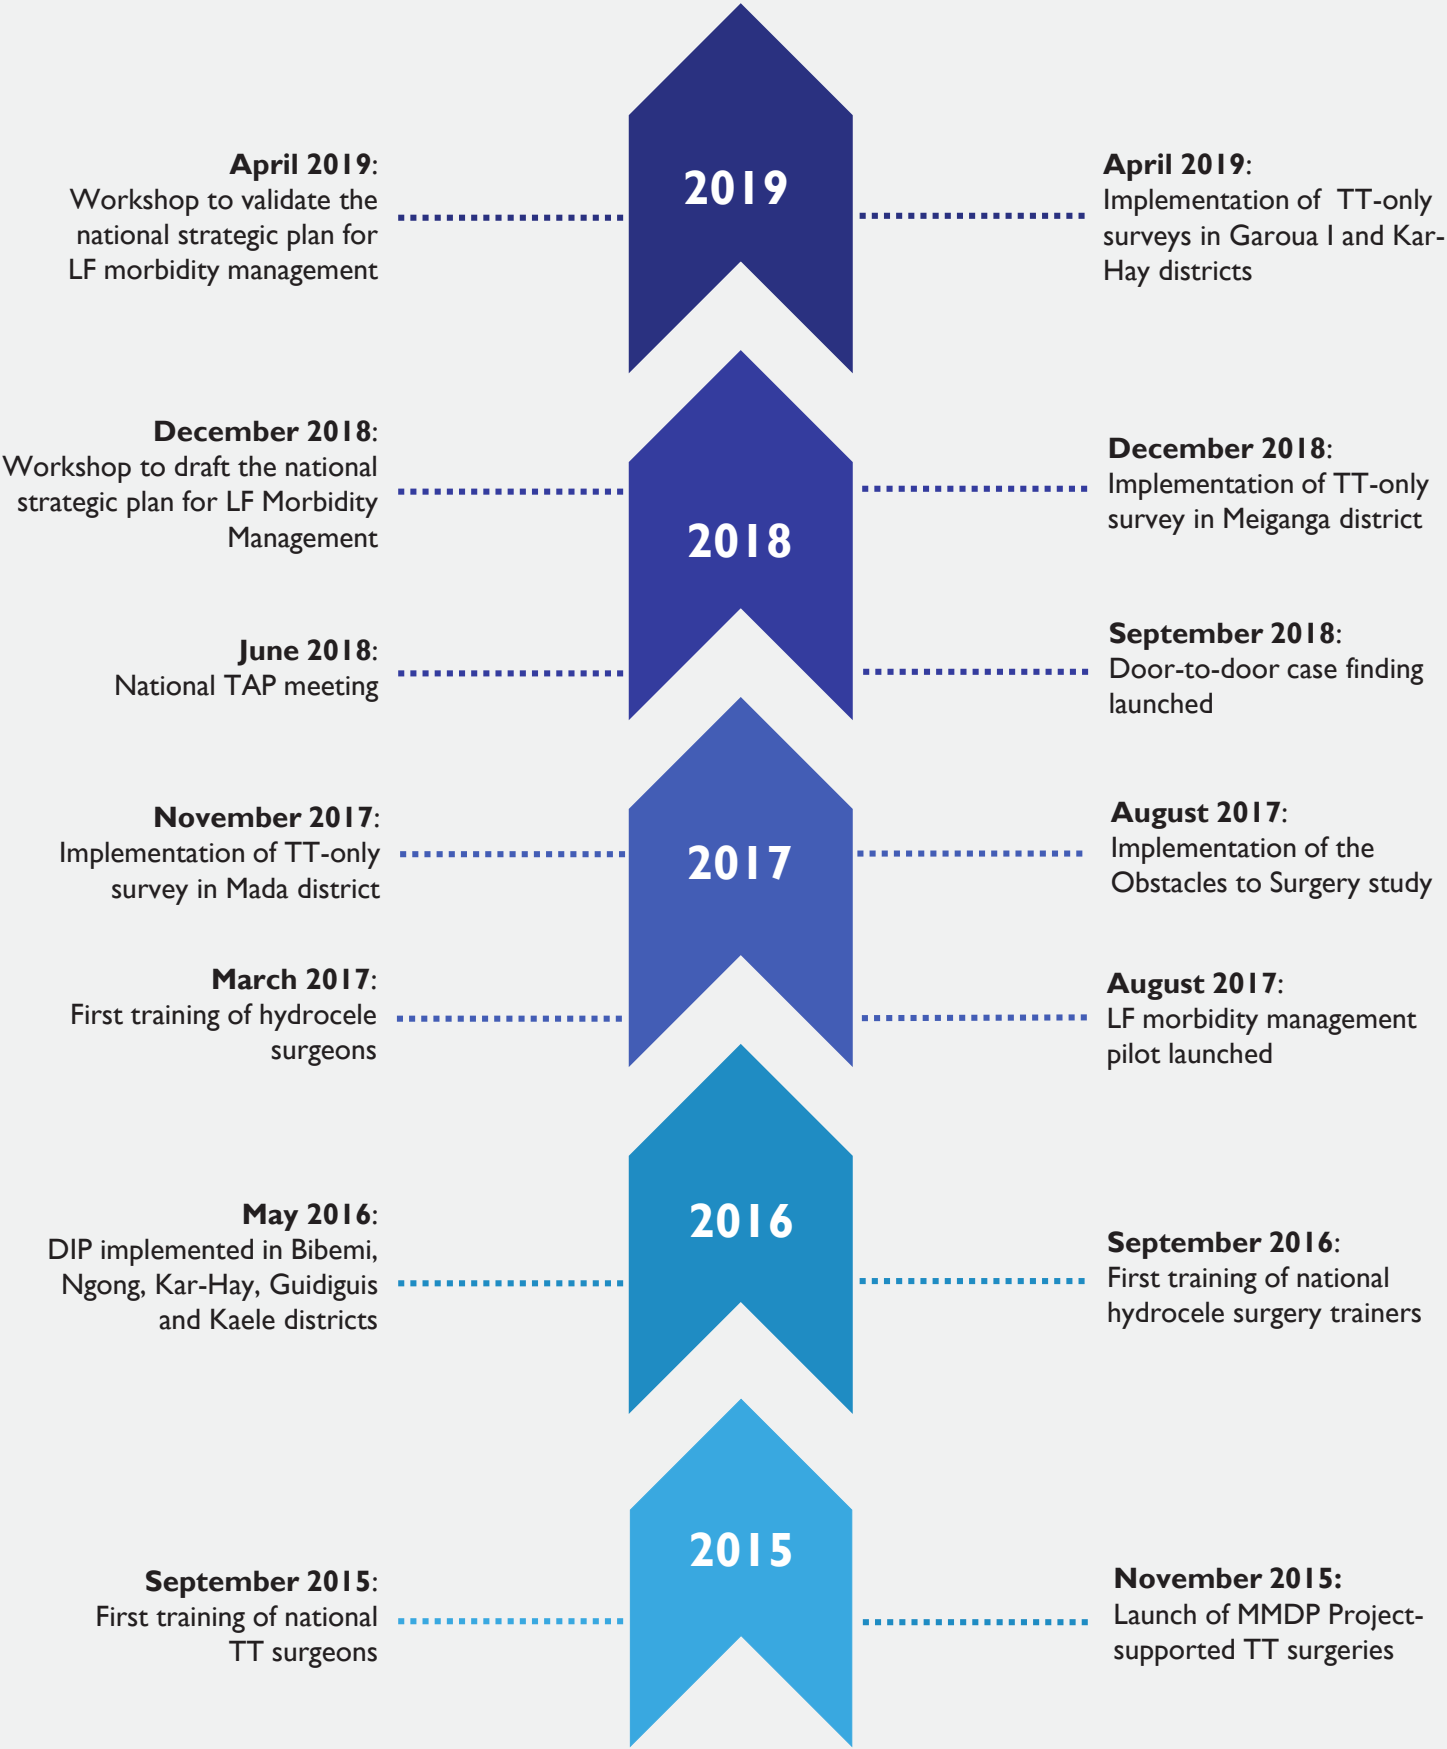 2019
April 2019:
Workshop to validate the
national strategic plan for
LF morbidity management
April 2019:
Implementation of TT-only
surveys in Garoua I and Kar-
Hay districts
2018
December 2018:
Workshop to draft the national
strategic plan for LF Morbidity
Management
December 2018:
Implementation of TT-only
survey in Meiganga district
June 2018:
National TAP meeting
September 2018:
Door-to-door case finding
launched
2017
November 2017:
Implementation of TT-only
survey in Mada district
August 2017:
Implementation of the
Obstacles to Surgery study
March 2017:
First training of hydrocele
surgeons
August 2017:
LF morbidity management
pilot launched
2016
May 2016:
DIP implemented in Bibemi,
Ngong, Kar-Hay, Guidiguis
and Kaele districts
September 2016:
First training of national
hydrocele surgery trainers
2015
September 2015:
First training of national
TT surgeons
November 2015:
Launch of MMDP Project-
supported TT surgeries